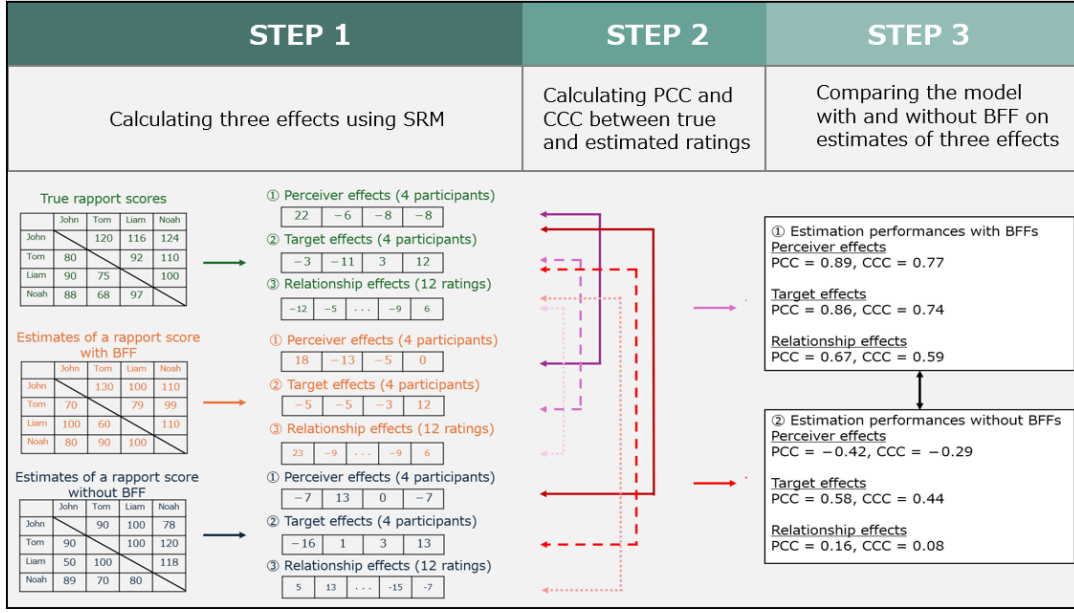 STEP 1
STEP 2
STEP 3
Calculating three effects using SRM
Calculating PCC and
CCC between true
and estimated ratings
Comparing the model
with and without BFF on
estimates of three effects
True rapport scores
John Tom Liam Noah
John 120 116 124
Tom 80 92 110
Liam 90 75 100
Noah 88 68 97
① Perceiver effects (4 participants)
22 −6 −8 −8
② Target effects (4 participants)
−3 −11 3 12
③ Relationship effects (12 ratings)
−12 −5 ... −9 6
Estimates of a rapport score
with BFF
John Tom Liam Noah
John 130 100 110
Tom 70 79 99
Liam 100 60 110
Noah 80 90 100
① Perceiver effects (4 participants)
18 −13 −5 0
② Target effects (4 participants)
−5 −5 −3 12
③ Relationship effects (12 ratings)
23 −9 ... −9 6
Estimates of a rapport score
without BFF
John Tom Liam Noah
John 90 100 78
Tom 90 100 120
Liam 50 100 118
Noah 89 70 80
① Perceiver effects (4 participants)
−7 13 0 −7
② Target effects (4 participants)
−16 1 3 13
③ Relationship effects (12 ratings)
5 13 ... -15 -7
① Estimation performances with BFFs
Perceiver effects
PCC = 0.89, CCC = 0.77
Target effects
PCC = 0.86, CCC = 0.74
Relationship effects
PCC = 0.67, CCC = 0.59
② Estimation performances without BFFs
Perceiver effects
PCC = −0.42, CCC = −0.29
Target effects
PCC = 0.58, CCC = 0.44
Relationship effects
PCC = 0.16, CCC = 0.08